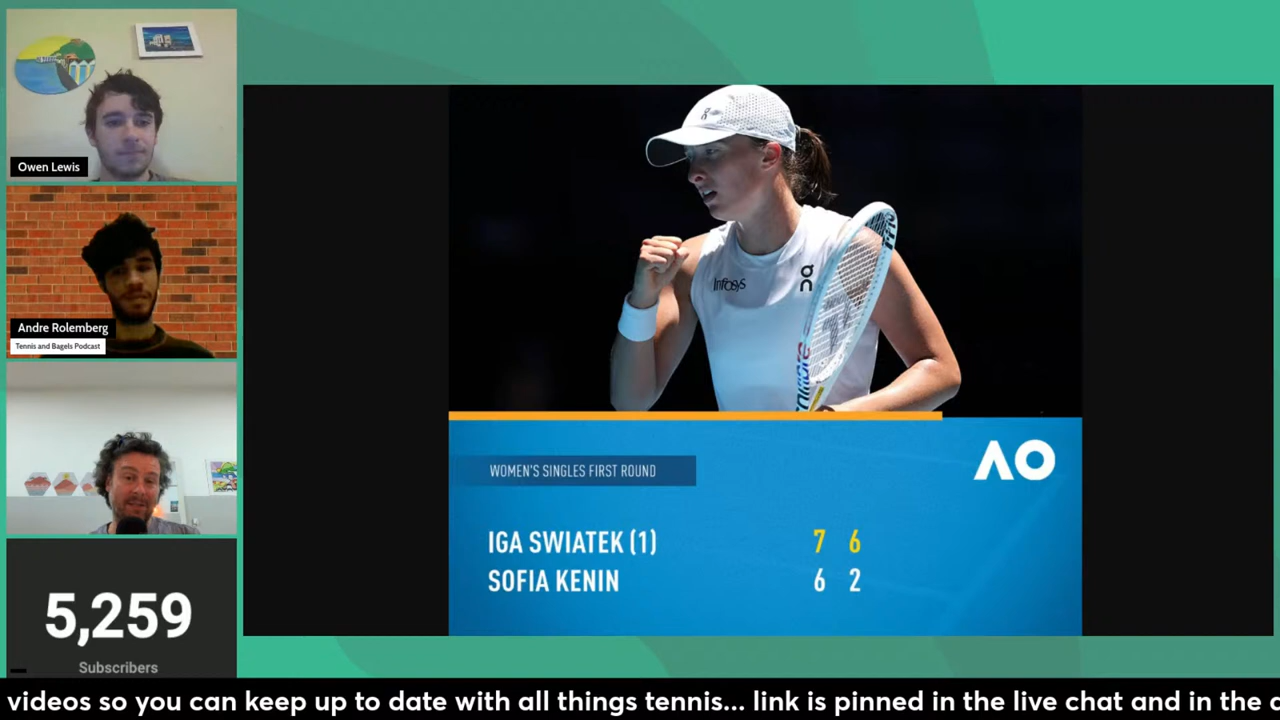 Owen Lewis
Andre Rolemberg
Tennis and Bagels Podcast
5,259
Subscribers
Infosys
on
AO
WOMEN'S SINGLES FIRST ROUND
IGA SWIATEK (1) 7 6
SOFIA KENIN 6 2
videos so you can keep up to date with all things tennis... link is pinned in the live chat and in the